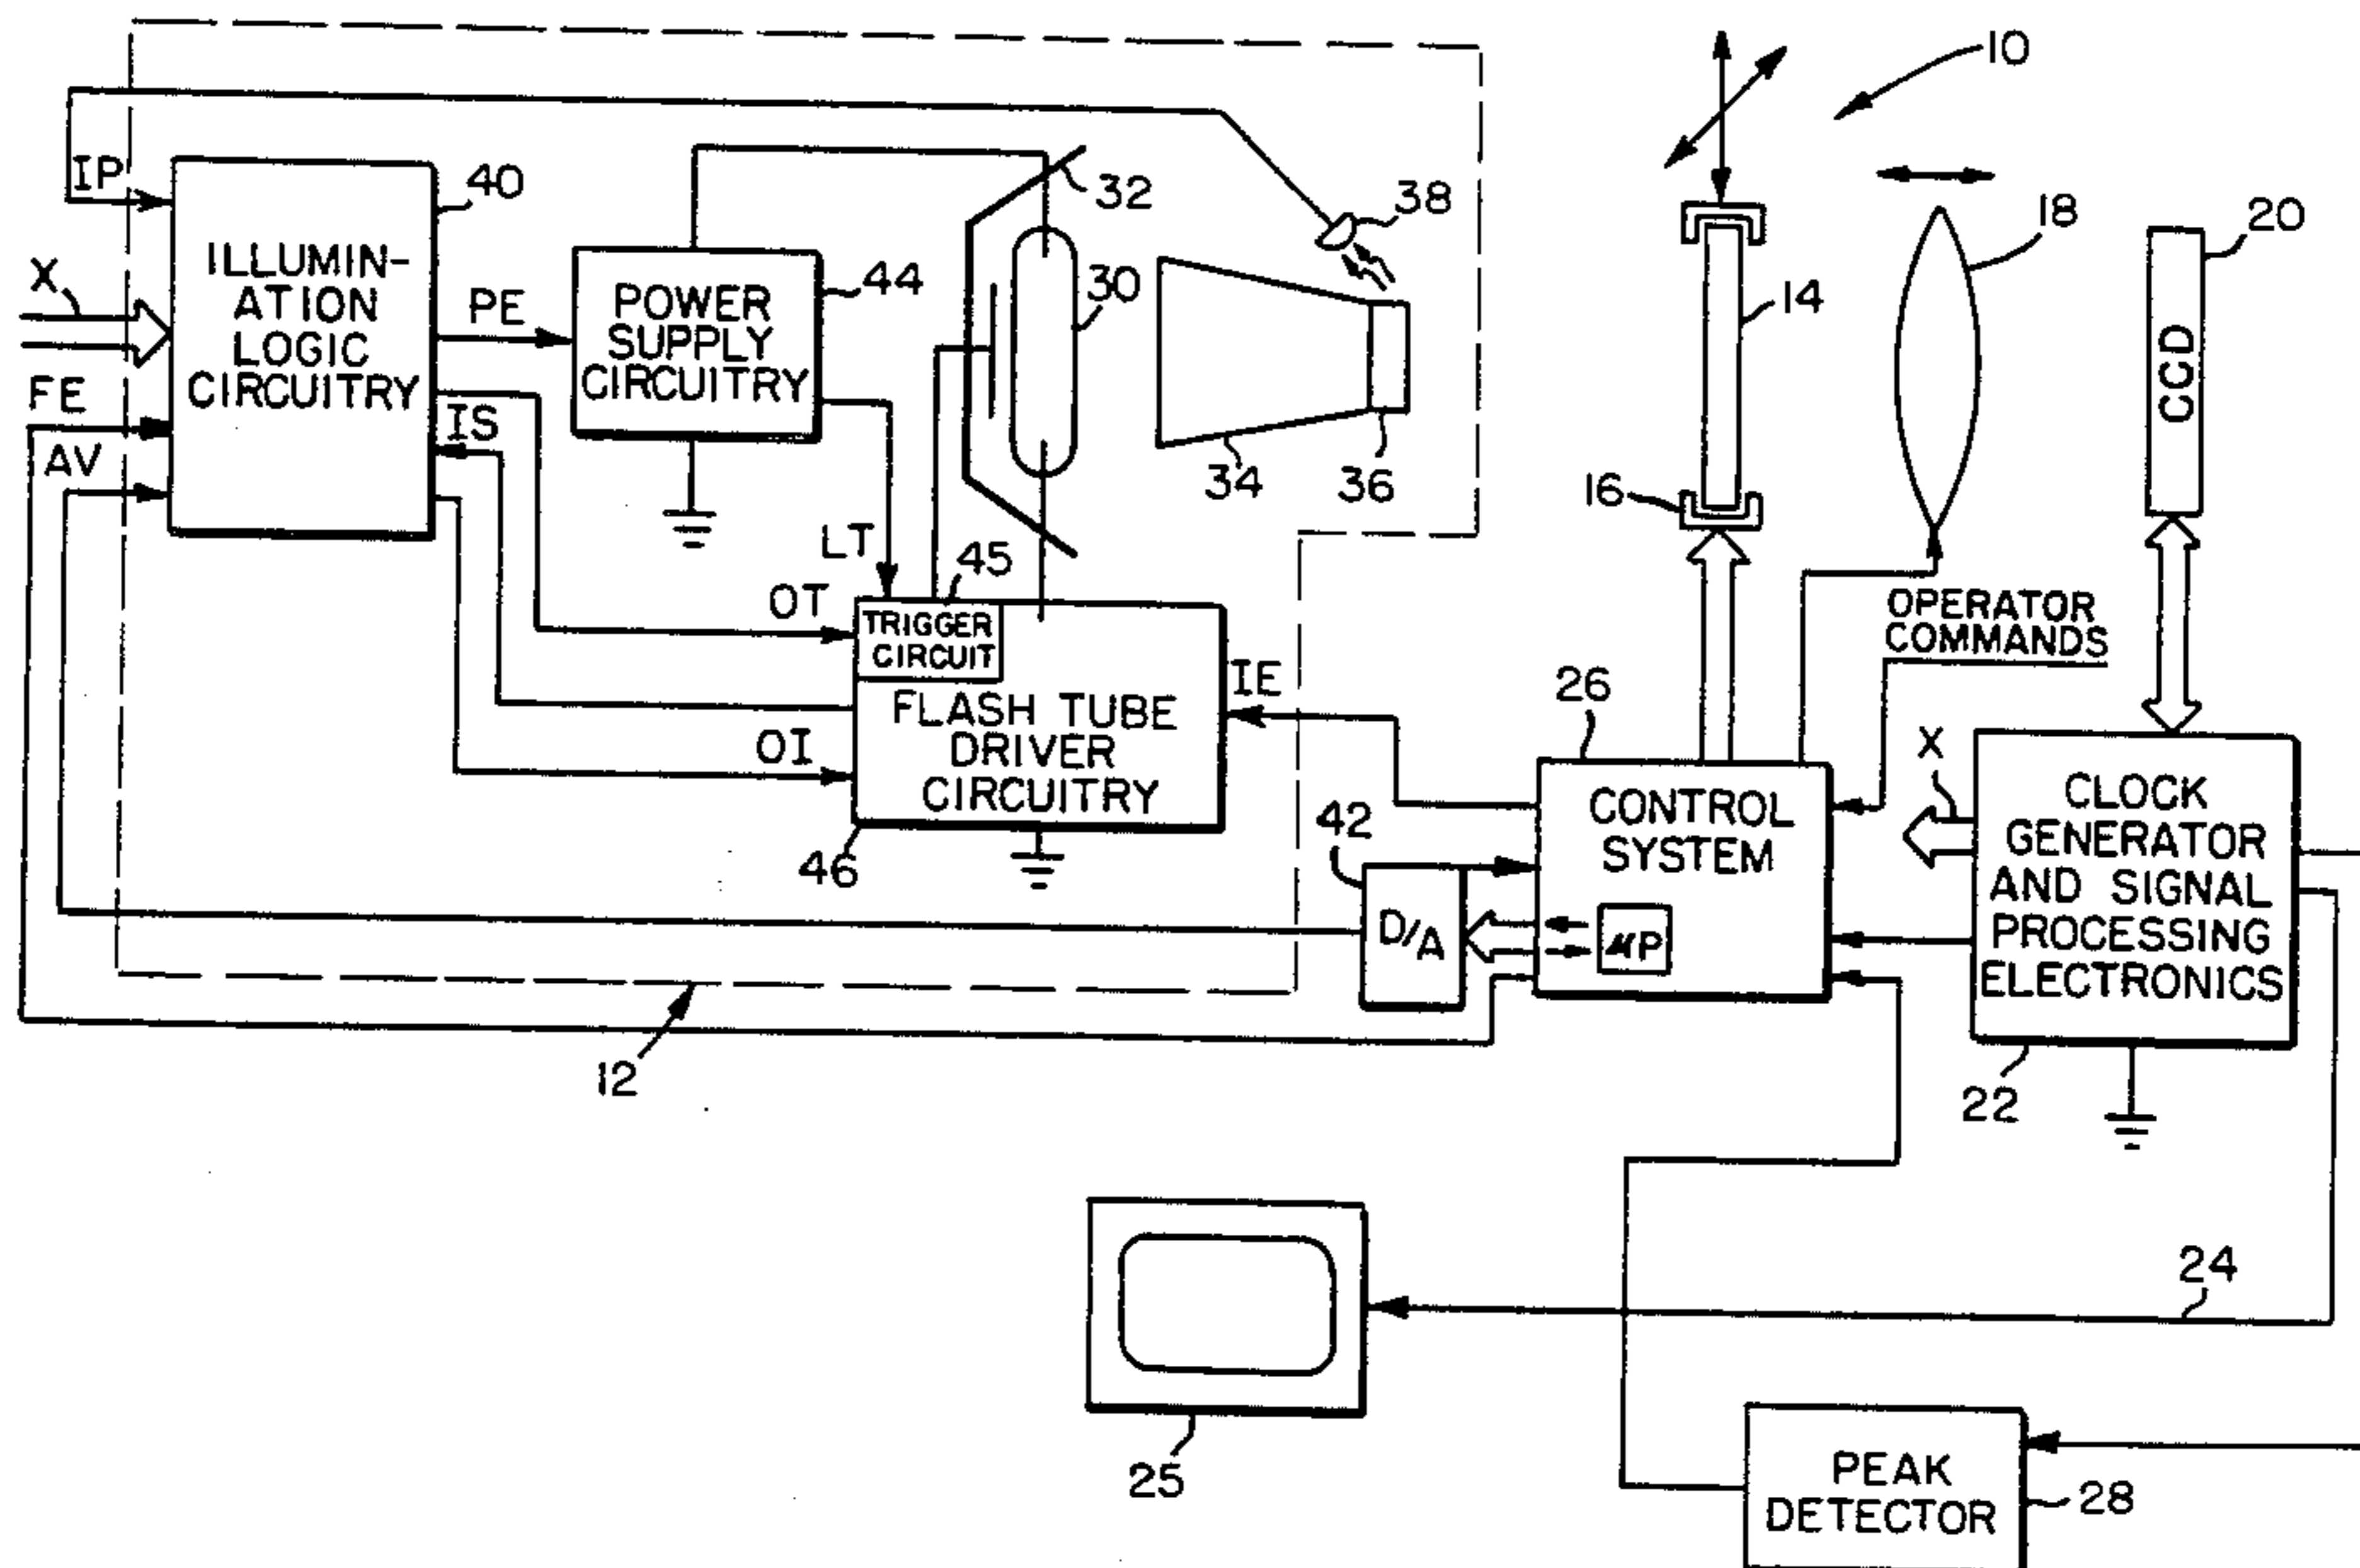 10
IP
40
32
38
18
20
X
ILLUMIN-
ATION
LOGIC
CIRCUITRY
PE
POWER
SUPPLY
CIRCUITRY
44
30
14
CCD
FE
IS
AV
34
36
16
LT
45
OT
TRIGGER
CIRCUIT
OPERATOR
COMMANDS
IE
26
FLASH TUBE
DRIVER
CIRCUITRY
OI
X
42
CONTROL
SYSTEM
CLOCK
GENERATOR
AND SIGNAL
PROCESSING
ELECTRONICS
46
D/A
μP
12
22
24
25
PEAK
DETECTOR
28